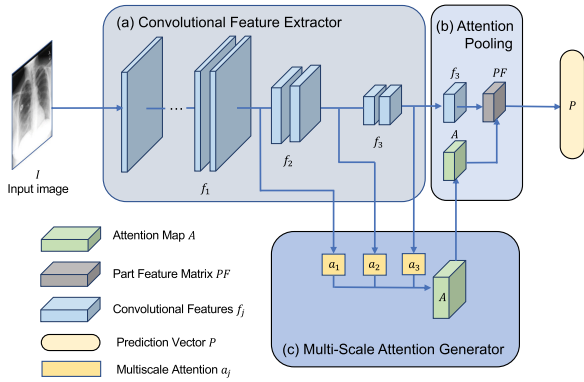 (a) Convolutional Feature Extractor
(b) Attention
Pooling
f₃
PF
A
P
...
f₁
f₂
f₃
I
Input image
a₁
a₂
a₃
A
(c) Multi-Scale Attention Generator
Attention Map A
Part Feature Matrix PF
Convolutional Features fⱼ
Prediction Vector P
Multiscale Attention aⱼ